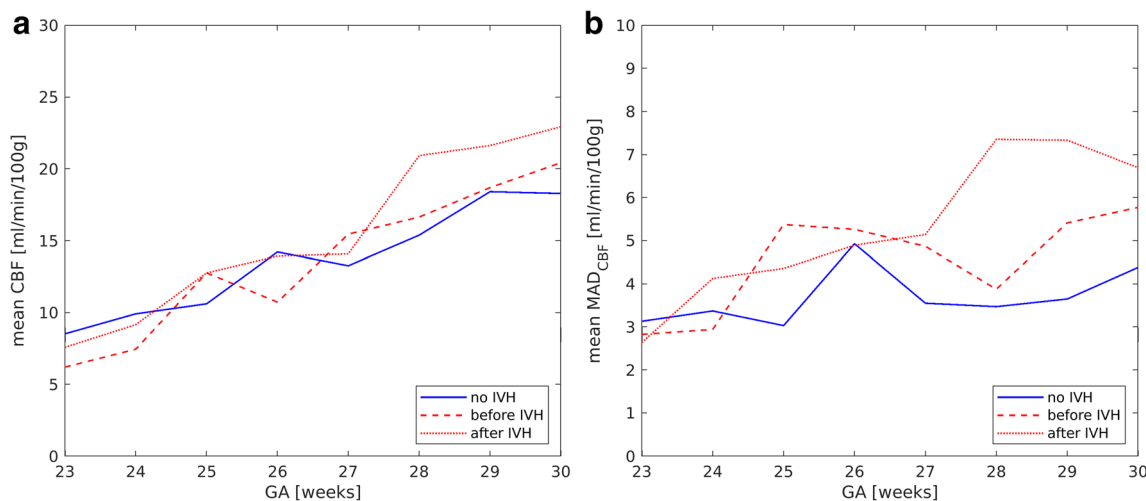 a
30
25
20
15
10
5
0
mean CBF [ml/min/100g]
23 24 25 26 27 28 29 30
GA [weeks]
no IVH
before IVH
after IVH
b
10
9
8
7
6
5
4
3
2
1
0
mean MAD_CBF [ml/min/100g]
23 24 25 26 27 28 29 30
GA [weeks]
no IVH
before IVH
after IVH